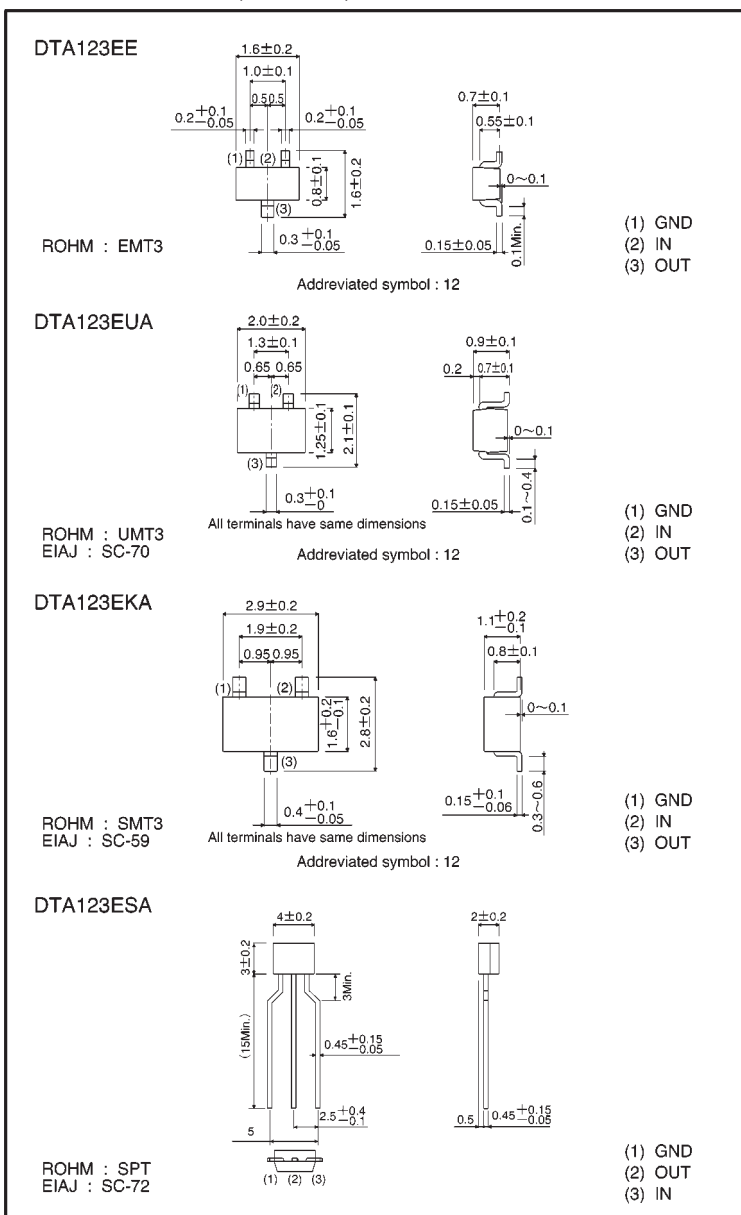 DTA123EE
1.6±0.2
1.0±0.1
0.5 0.5
0.2 +0.1 −0.05
0.2 +0.1 −0.05
(1) (2)
(3)
0.8±0.1
1.6±0.2
0.3 +0.1 −0.05
0.7±0.1
0.55±0.1
0~0.1
0.15±0.05
0.1Min.
ROHM : EMT3
Addreviated symbol : 12
(1) GND
(2) IN
(3) OUT
DTA123EUA
2.0±0.2
1.3±0.1
0.65 0.65
(1) (2)
(3)
1.25±0.1
2.1±0.1
0.3 +0.1 −0
0.9±0.1
0.2 0.7±0.1
0~0.1
0.15±0.05
0.1~0.4
All terminals have same dimensions
ROHM : UMT3
EIAJ : SC-70
Addreviated symbol : 12
(1) GND
(2) IN
(3) OUT
DTA123EKA
2.9±0.2
1.9±0.2
0.95 0.95
(1) (2)
(3)
1.6 +0.2 −0.1
2.8±0.2
0.4 +0.1 −0.05
1.1 +0.2 −0.1
0.8±0.1
0~0.1
0.15 +0.1 −0.06
0.3~0.6
All terminals have same dimensions
ROHM : SMT3
EIAJ : SC-59
Addreviated symbol : 12
(1) GND
(2) IN
(3) OUT
DTA123ESA
4±0.2
2±0.2
3±0.2
3Min.
(15Min.)
0.45 +0.15 −0.05
2.5 +0.4 −0.1
5
0.5
0.45 +0.15 −0.05
(1) (2) (3)
ROHM : SPT
EIAJ : SC-72
(1) GND
(2) OUT
(3) IN